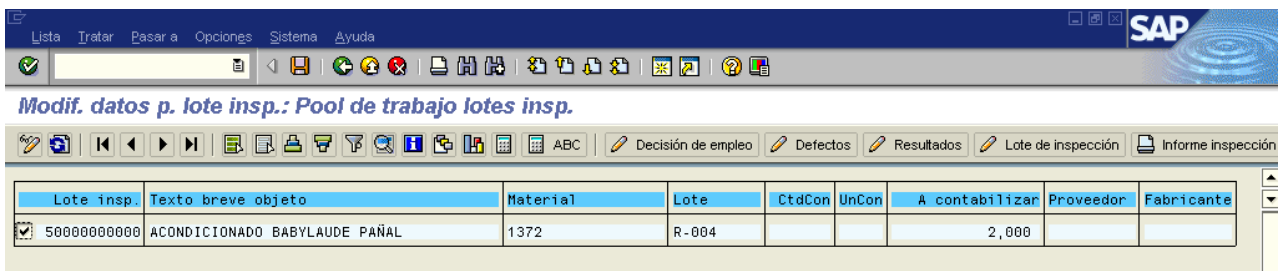 Lista Tratar Pasar a Opciones Sistema Ayuda
SAP
Modif. datos p. lote insp.: Pool de trabajo lotes insp.
ABC Decisión de empleo Defectos Resultados Lote de inspección Informe inspección
Lote insp. Texto breve objeto Material Lote CtdCon UnCon A contabilizar Proveedor Fabricante
50000000000 ACONDICIONADO BABYLAUDE PAÑAL 1372 R-004 2,000